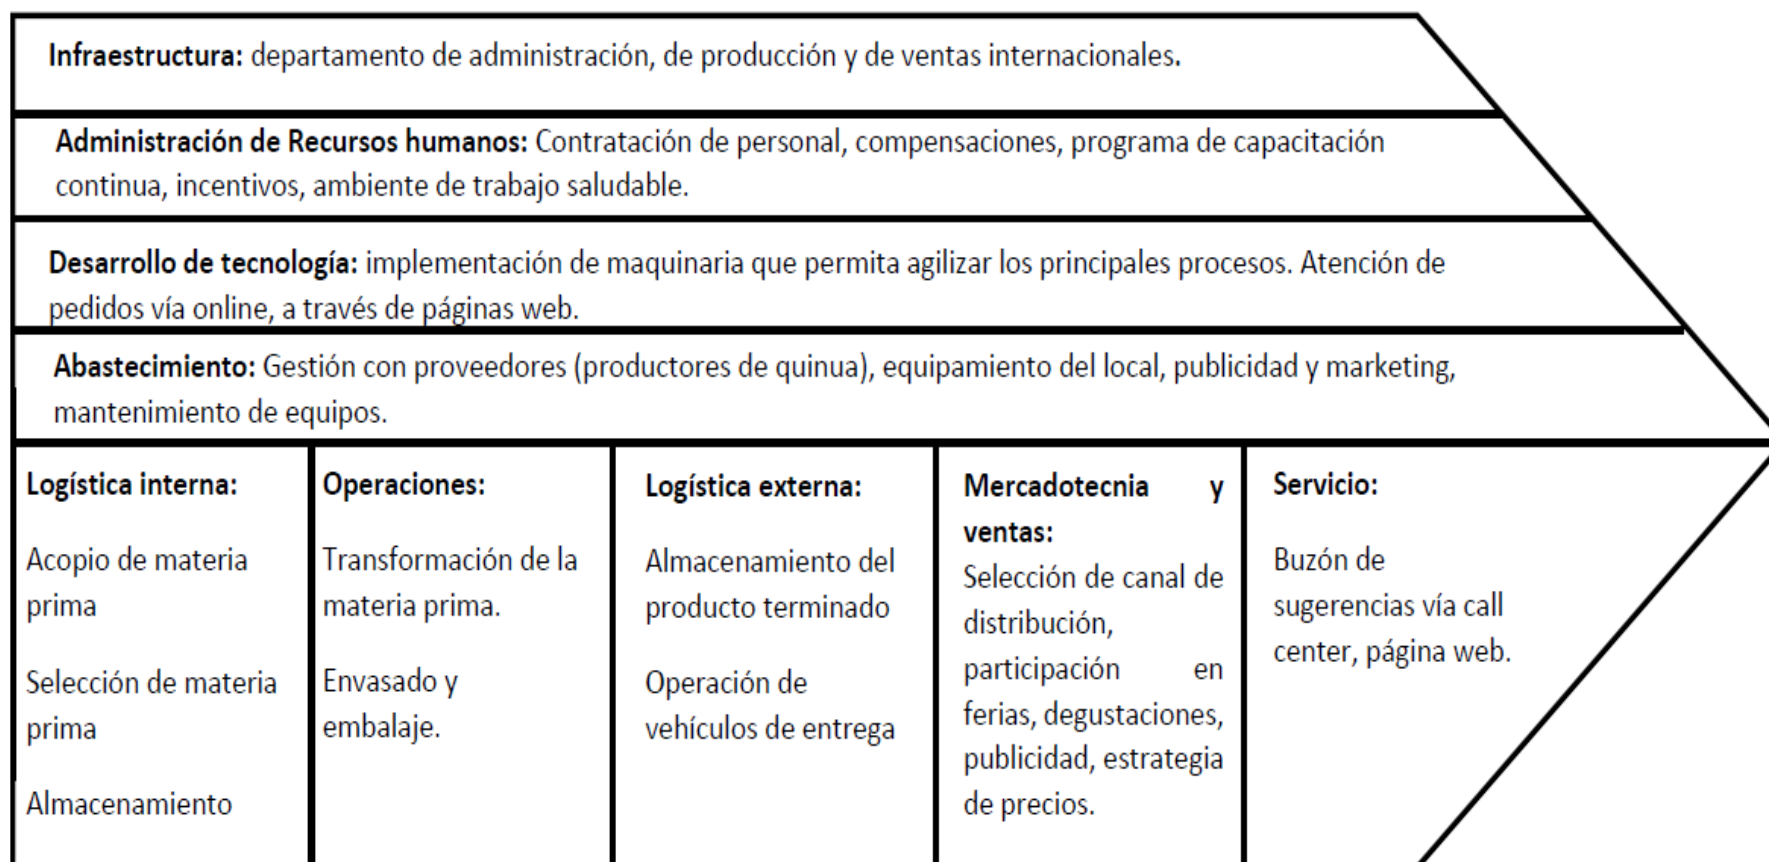 Infraestructura: departamento de administración, de producción y de ventas internacionales.
Administración de Recursos humanos: Contratación de personal, compensaciones, programa de capacitación
continua, incentivos, ambiente de trabajo saludable.
Desarrollo de tecnología: implementación de maquinaria que permita agilizar los principales procesos. Atención de
pedidos vía online, a través de páginas web.
Abastecimiento: Gestión con proveedores (productores de quinua), equipamiento del local, publicidad y marketing,
mantenimiento de equipos.
Logística interna:
Acopio de materia
prima
Selección de materia
prima
Almacenamiento
Operaciones:
Transformación de la
materia prima.
Envasado y
embalaje.
Logística externa:
Almacenamiento del
producto terminado
Operación de
vehículos de entrega
Mercadotecnia y
ventas:
Selección de canal de
distribución,
participación en
ferias, degustaciones,
publicidad, estrategia
de precios.
Servicio:
Buzón de
sugerencias vía call
center, página web.